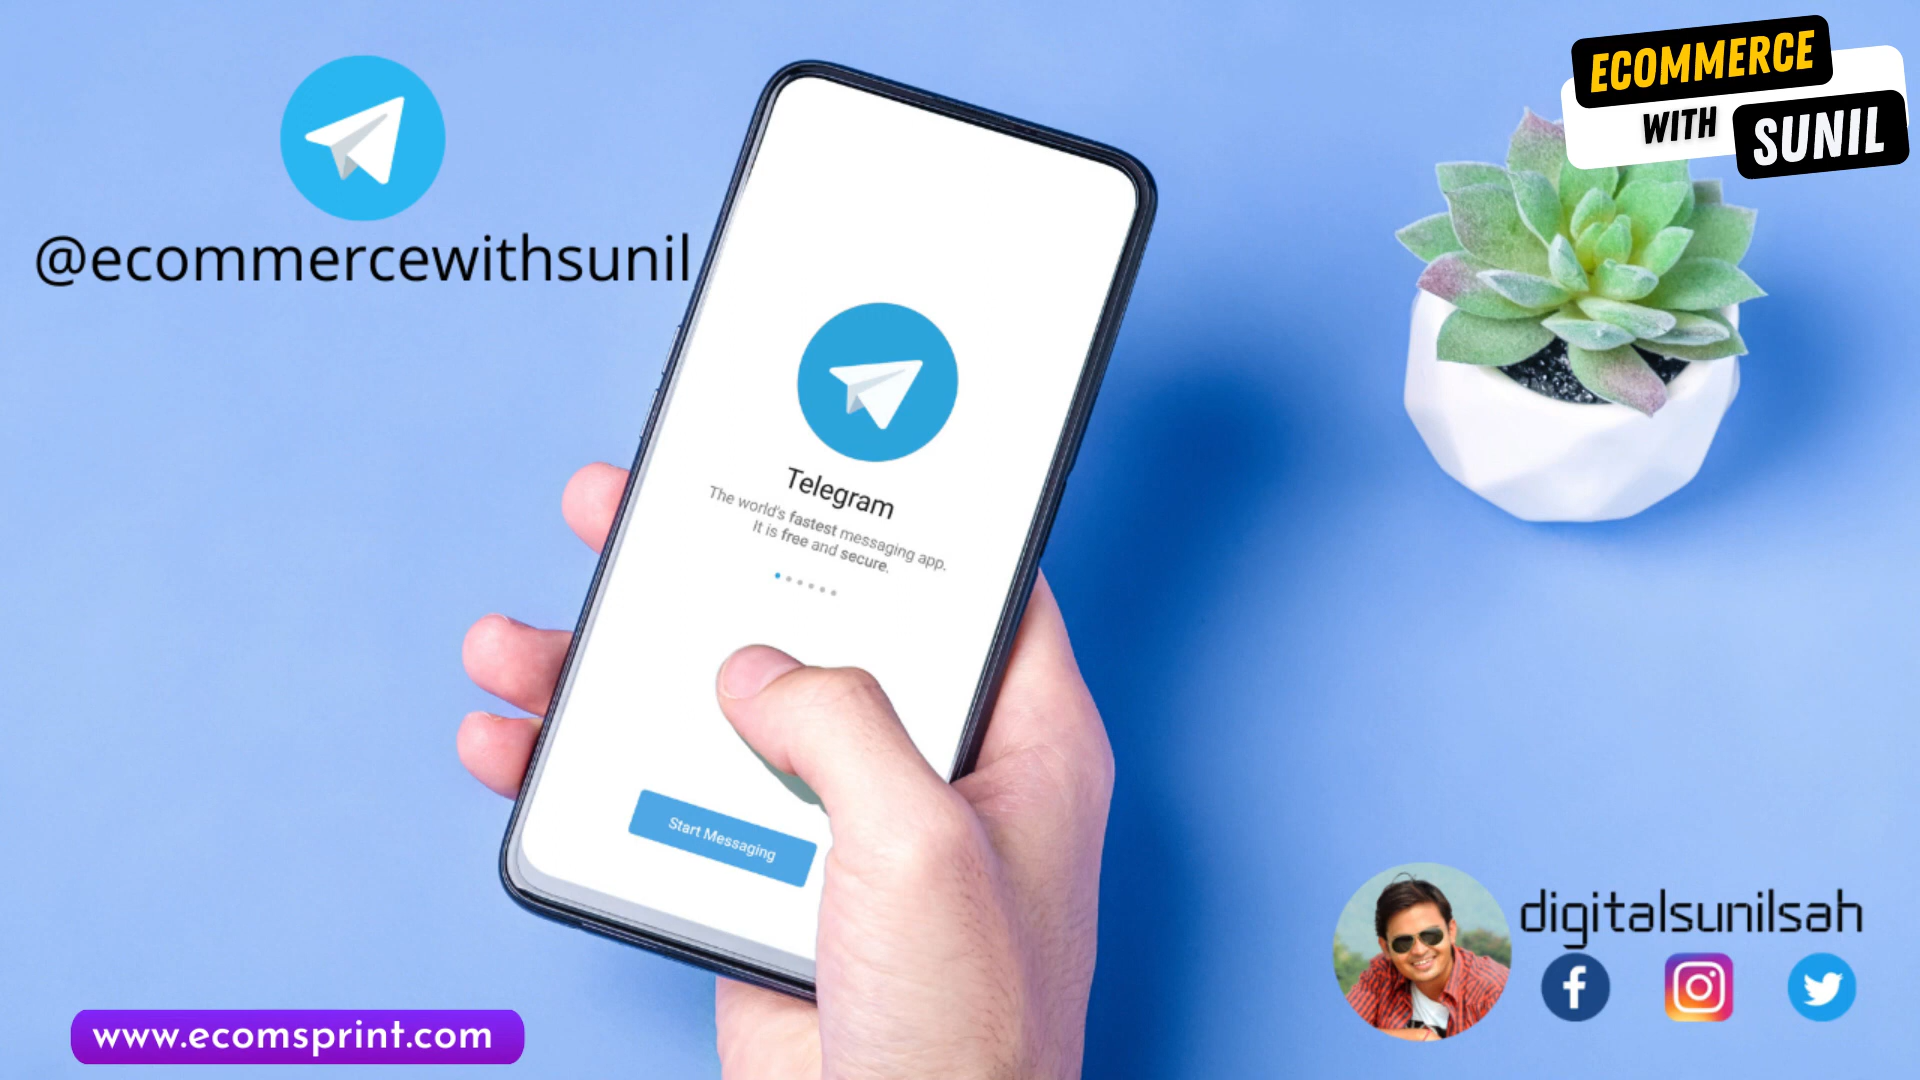 ECOMMERCE
WITH SUNIL
@ecommercewithsunil
Telegram
The world's fastest messaging app.
It is free and secure.
Start Messaging
digitalsunilsah
www.ecomsprint.com